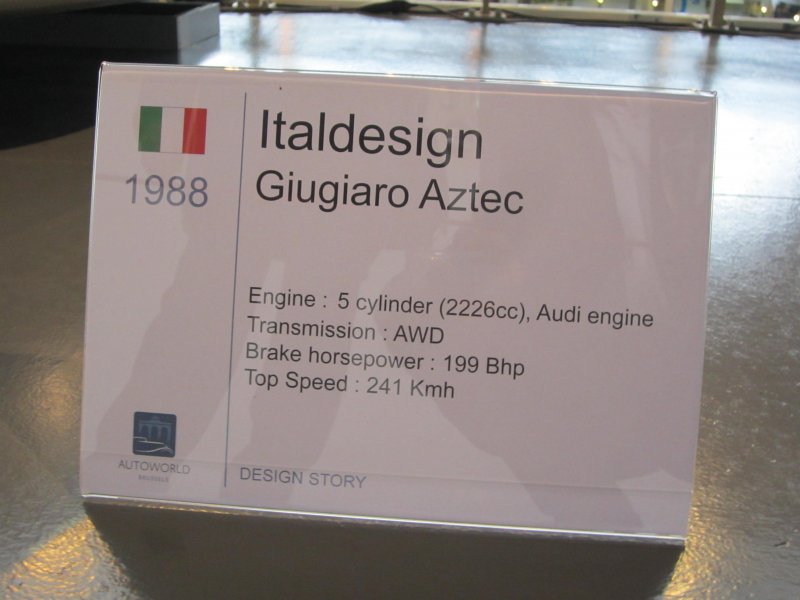 Italdesign
1988
Giugiaro Aztec
Engine : 5 cylinder (2226cc), Audi engine
Transmission : AWD
Brake horsepower : 199 Bhp
Top Speed : 241 Kmh
AUTOWORLD
BRUSSELS
DESIGN STORY